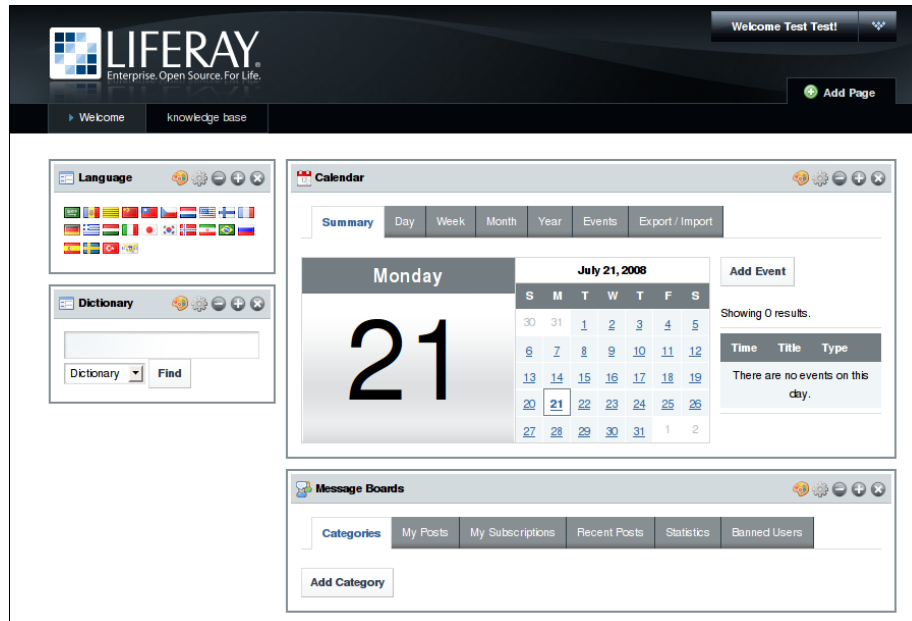 LIFERAY.
Enterprise. Open Source. For Life.
Welcome Test Test!
Add Page
Welcome knowledge base
Language
Dictionary
Dictionary Find
Calendar
Summary Day Week Month Year Events Export / Import
Monday
21
July 21, 2008
S M T W T F S
30 31 1 2 3 4 5
6 7 8 9 10 11 12
13 14 15 16 17 18 19
20 21 22 23 24 25 26
27 28 29 30 31 1 2
Add Event
Showing 0 results.
Time Title Type
There are no events on this
day.
Message Boards
Categories My Posts My Subscriptions Recent Posts Statistics Banned Users
Add Category